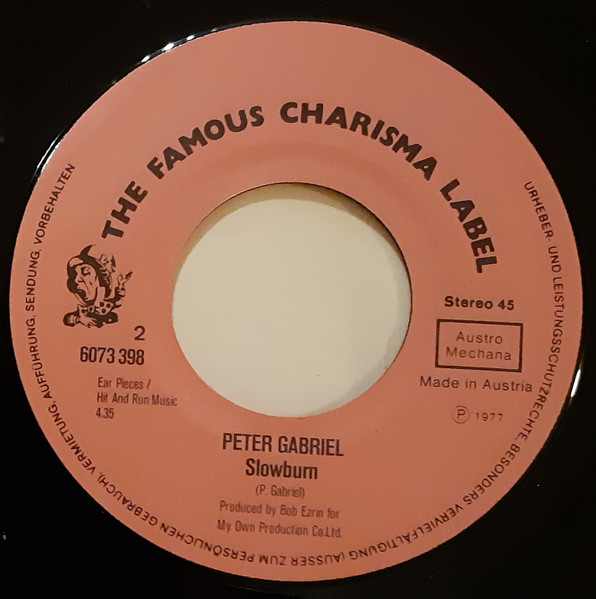 THE FAMOUS CHARISMA LABEL
2
6073 398
Ear Pieces /
Hit And Run Music
4.35
Stereo 45
Austro
Mechana
Made in Austria
Ⓟ 1977
PETER GABRIEL
Slowburn
(P. Gabriel)
Produced by Bob Ezrin for
My Own Production Co.Ltd.
URHEBER- UND LEISTUNGSSCHUTZRECHTE, BESONDERS VERVIELFÄLTIGUNG (AUSSER ZUM PERSÖNLICHEN GEBRAUCH), VERMIETUNG, AUFFÜHRUNG, SENDUNG, VORBEHALTEN